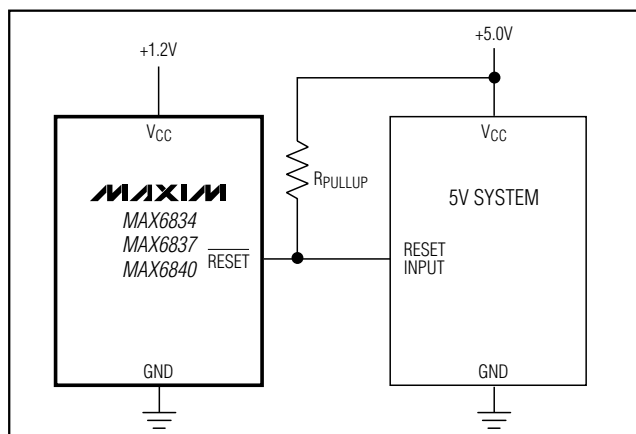 +1.2V
+5.0V
VCC
VCC
MAXIM
MAX6834
MAX6837
MAX6840
RESET
RPULLUP
5V SYSTEM
RESET
INPUT
GND
GND